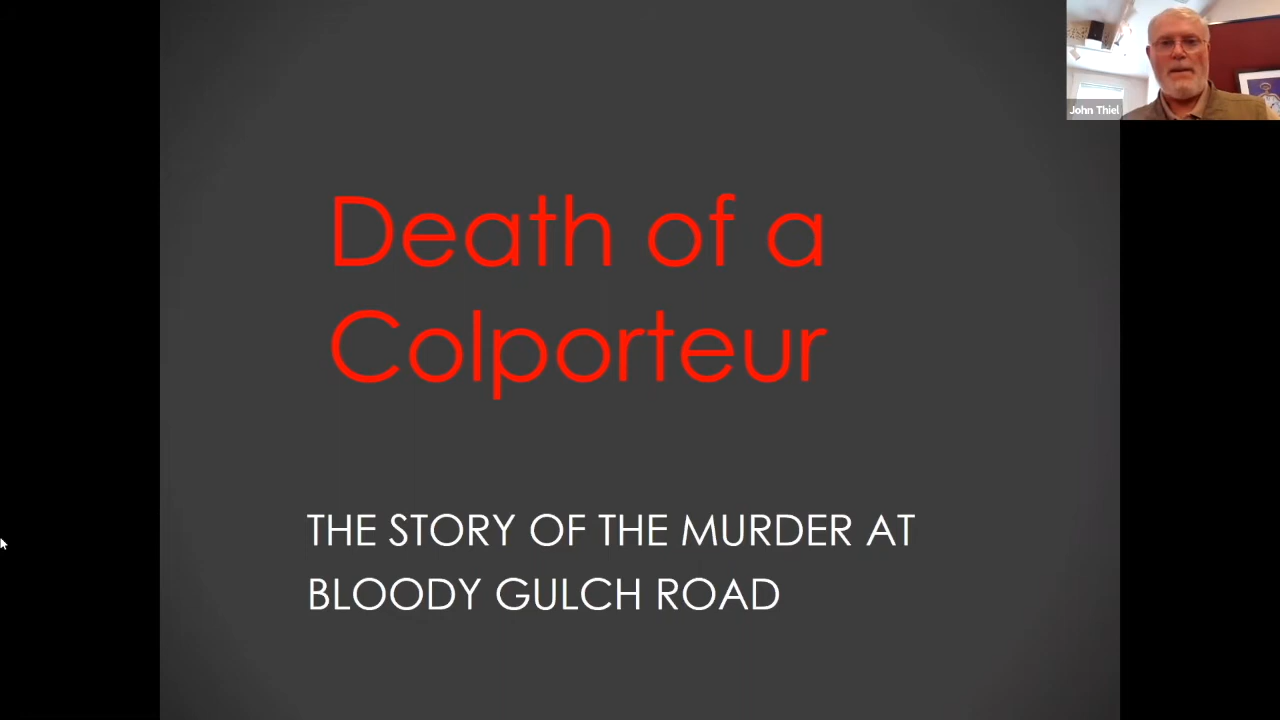 John Thiel
Death of a
Colporteur
THE STORY OF THE MURDER AT
BLOODY GULCH ROAD